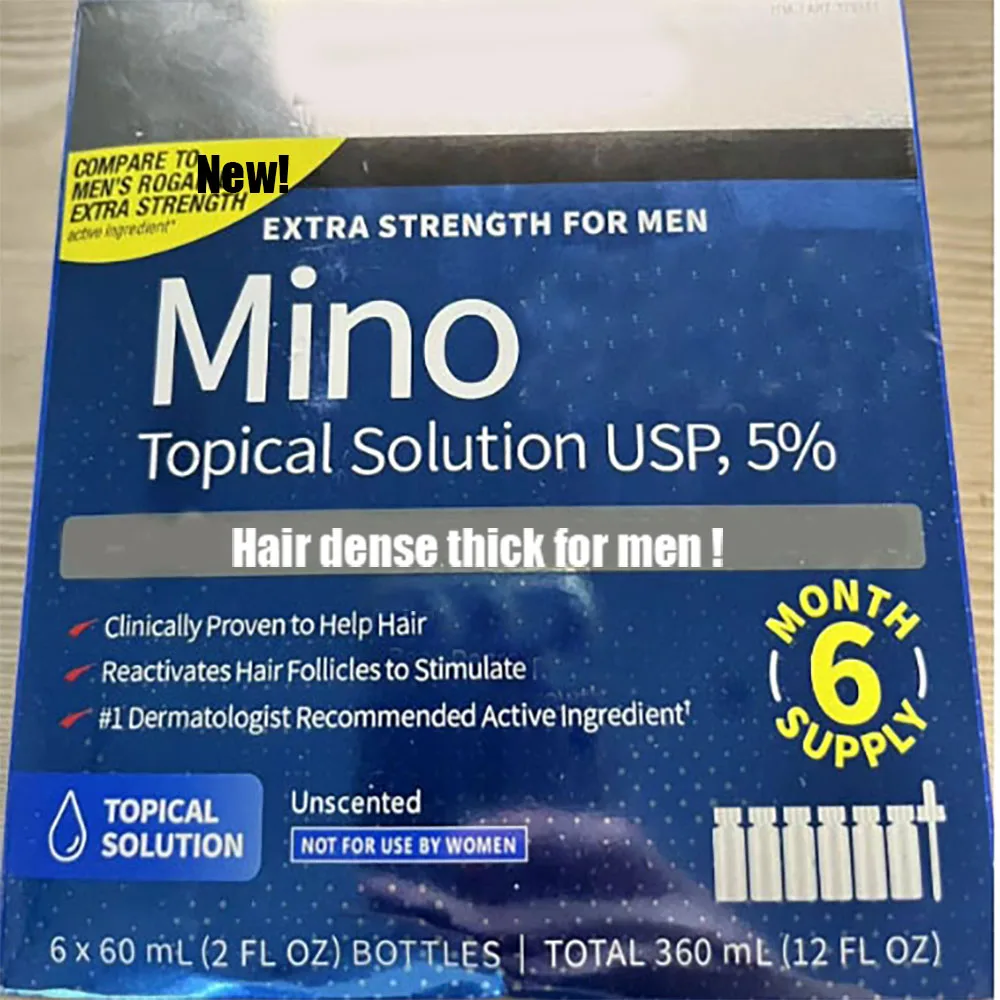 COMPARE TO
MEN'S
New!
EXTRA STRENGTH
active ingredient*
EXTRA STRENGTH FOR MEN
Mino
Topical Solution USP, 5%
Hair dense thick for men !
Clinically Proven to Help Hair
Reactivates Hair Follicles to Stimulate
#1 Dermatologist Recommended Active Ingredient†
MONTH
6
SUPPLY
TOPICAL
SOLUTION
Unscented
NOT FOR USE BY WOMEN
6 x 60 mL (2 FL OZ) BOTTLES | TOTAL 360 mL (12 FL OZ)